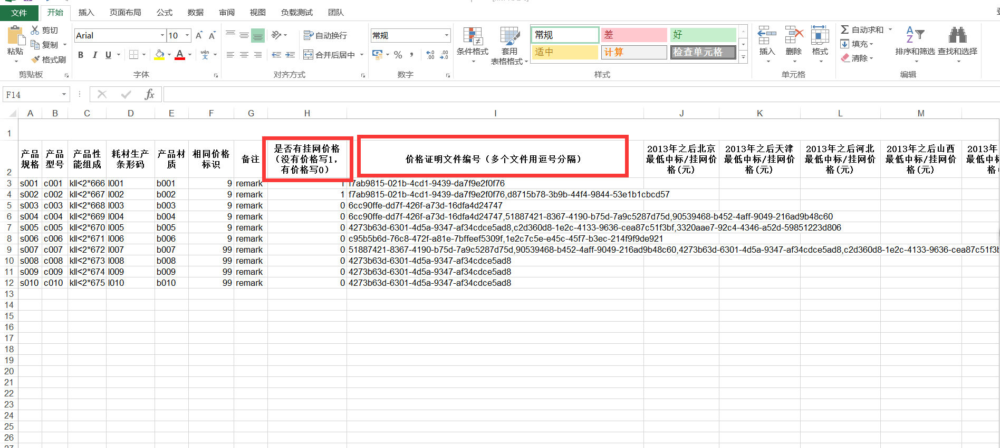 文件 开始 插入 页面布局 公式 数据 审阅 视图 负载测试 团队
粘贴
剪切
复制
格式刷
剪贴板
Arial 10
B I U A wén 文
字体
自动换行
合并后居中
对齐方式
常规
% ,
数字
条件格式
套用
表格格式
常规 差 好
适中 计算 检查单元格
样式
插入 删除 格式
单元格
自动求和
填充
清除
排序和筛选 查找和选择
编辑
F14 fx
A B C D E F G H I J K L M
1
2
产品
规格
产品
型号
产品性
能组成
耗材生产
条形码
产品材
质
相同价格
标识
备注
是否有挂网价格
(没有价格写1,
有价格写0)
价格证明文件编号(多个文件用逗号分隔)
2013年之后北京
最低中标/挂网价
格(元)
2013年之后天津
最低中标/挂网价
格(元)
2013年之后河北
最低中标/挂网价
格(元)
2013年之后山西
最低中标/挂网价
格(元)
2013年
最低中
格(
3 s001 c001 kll<2*666 l001 b001 9 remark 1 f7ab9815-021b-4cd1-9439-da7f9e2f0f76
4 s002 c002 kll<2*667 l002 b002 9 remark 1 f7ab9815-021b-4cd1-9439-da7f9e2f0f76,d8715b78-3b9b-44f4-9844-53e1b1cbcd57
5 s003 c003 kll<2*668 l003 b003 9 remark 0 6cc90ffe-dd7f-426f-a73d-16dfa4d24747
6 s004 c004 kll<2*669 l004 b004 9 remark 0 6cc90ffe-dd7f-426f-a73d-16dfa4d24747,51887421-8367-4190-b75d-7a9c5287d75d,90539468-b452-4aff-9049-216ad9b48c60
7 s005 c005 kll<2*670 l005 b005 9 remark 0 4273b63d-6301-4d5a-9347-af34cdce5ad8,c2d360d8-1e2c-4133-9636-cea87c51f3bf,3320aae7-92c4-4346-a52d-59851223d806
8 s006 c006 kll<2*671 l006 b006 9 remark 0 c95b5b6d-76c8-472f-a81e-7bffeef5309f,1e2c7c5e-e45c-45f7-b3ec-214f9f9de921
9 s007 c007 kll<2*672 l007 b007 99 remark 0 51887421-8367-4190-b75d-7a9c5287d75d,90539468-b452-4aff-9049-216ad9b48c60,4273b63d-6301-4d5a-9347-af34cdce5ad8,c2d360d8-1e2c-4133-9636-cea87c51f3b
10 s008 c008 kll<2*673 l008 b008 99 remark 0 4273b63d-6301-4d5a-9347-af34cdce5ad8
11 s009 c009 kll<2*674 l009 b009 99 remark 0 4273b63d-6301-4d5a-9347-af34cdce5ad8
12 s010 c010 kll<2*675 l010 b010 99 remark 0 4273b63d-6301-4d5a-9347-af34cdce5ad8
13
14
15
16
17
18
19
20
21
22
23
24
25
26
27